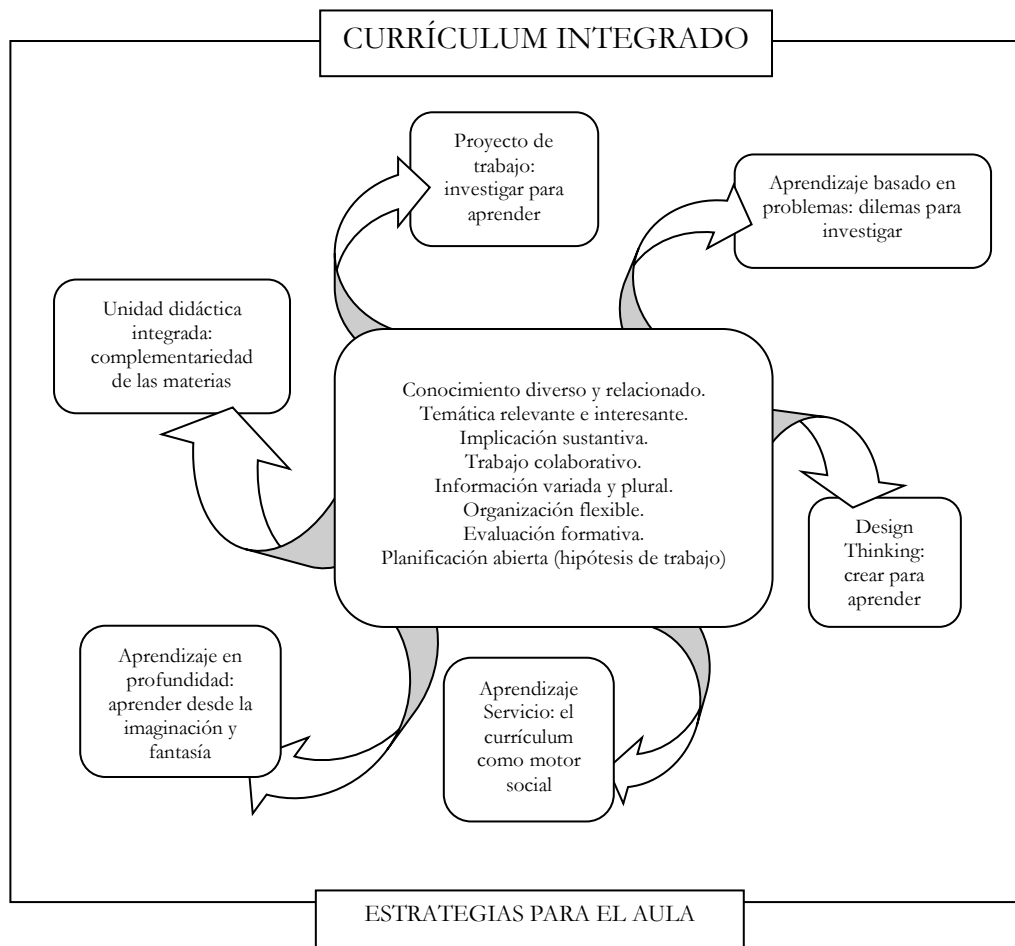 CURRÍCULUM INTEGRADO
Proyecto de
trabajo:
investigar para
aprender
Aprendizaje basado en
problemas: dilemas para
investigar
Unidad didáctica
integrada:
complementariedad
de las materias
Conocimiento diverso y relacionado.
Temática relevante e interesante.
Implicación sustantiva.
Trabajo colaborativo.
Información variada y plural.
Organización flexible.
Evaluación formativa.
Planificación abierta (hipótesis de trabajo)
Design
Thinking:
crear para
aprender
Aprendizaje en
profundidad:
aprender desde la
imaginación y
fantasía
Aprendizaje
Servicio: el
currículum
como motor
social
ESTRATEGIAS PARA EL AULA